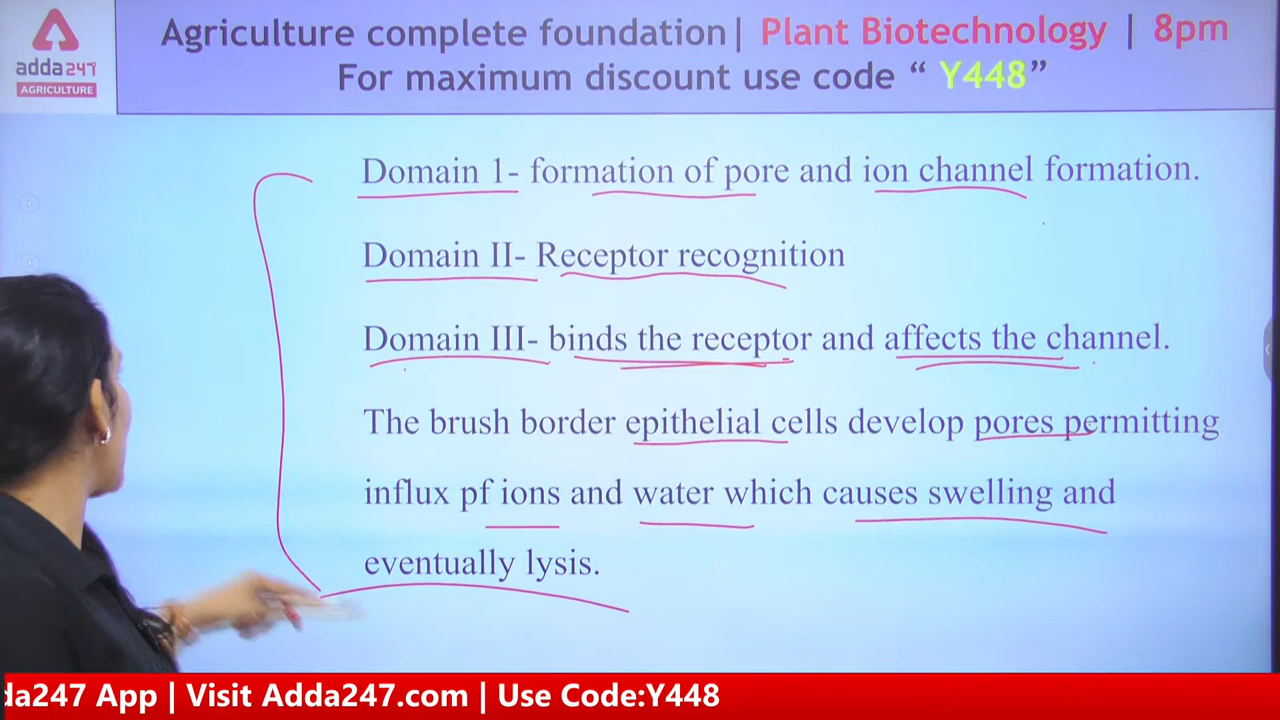 Agriculture complete foundation| Plant Biotechnology | 8pm
For maximum discount use code “ Y448”
adda247
AGRICULTURE
Domain 1- formation of pore and ion channel formation.
Domain II- Receptor recognition
Domain III- binds the receptor and affects the channel.
The brush border epithelial cells develop pores permitting
influx pf ions and water which causes swelling and
eventually lysis.
da247 App | Visit Adda247.com | Use Code:Y448